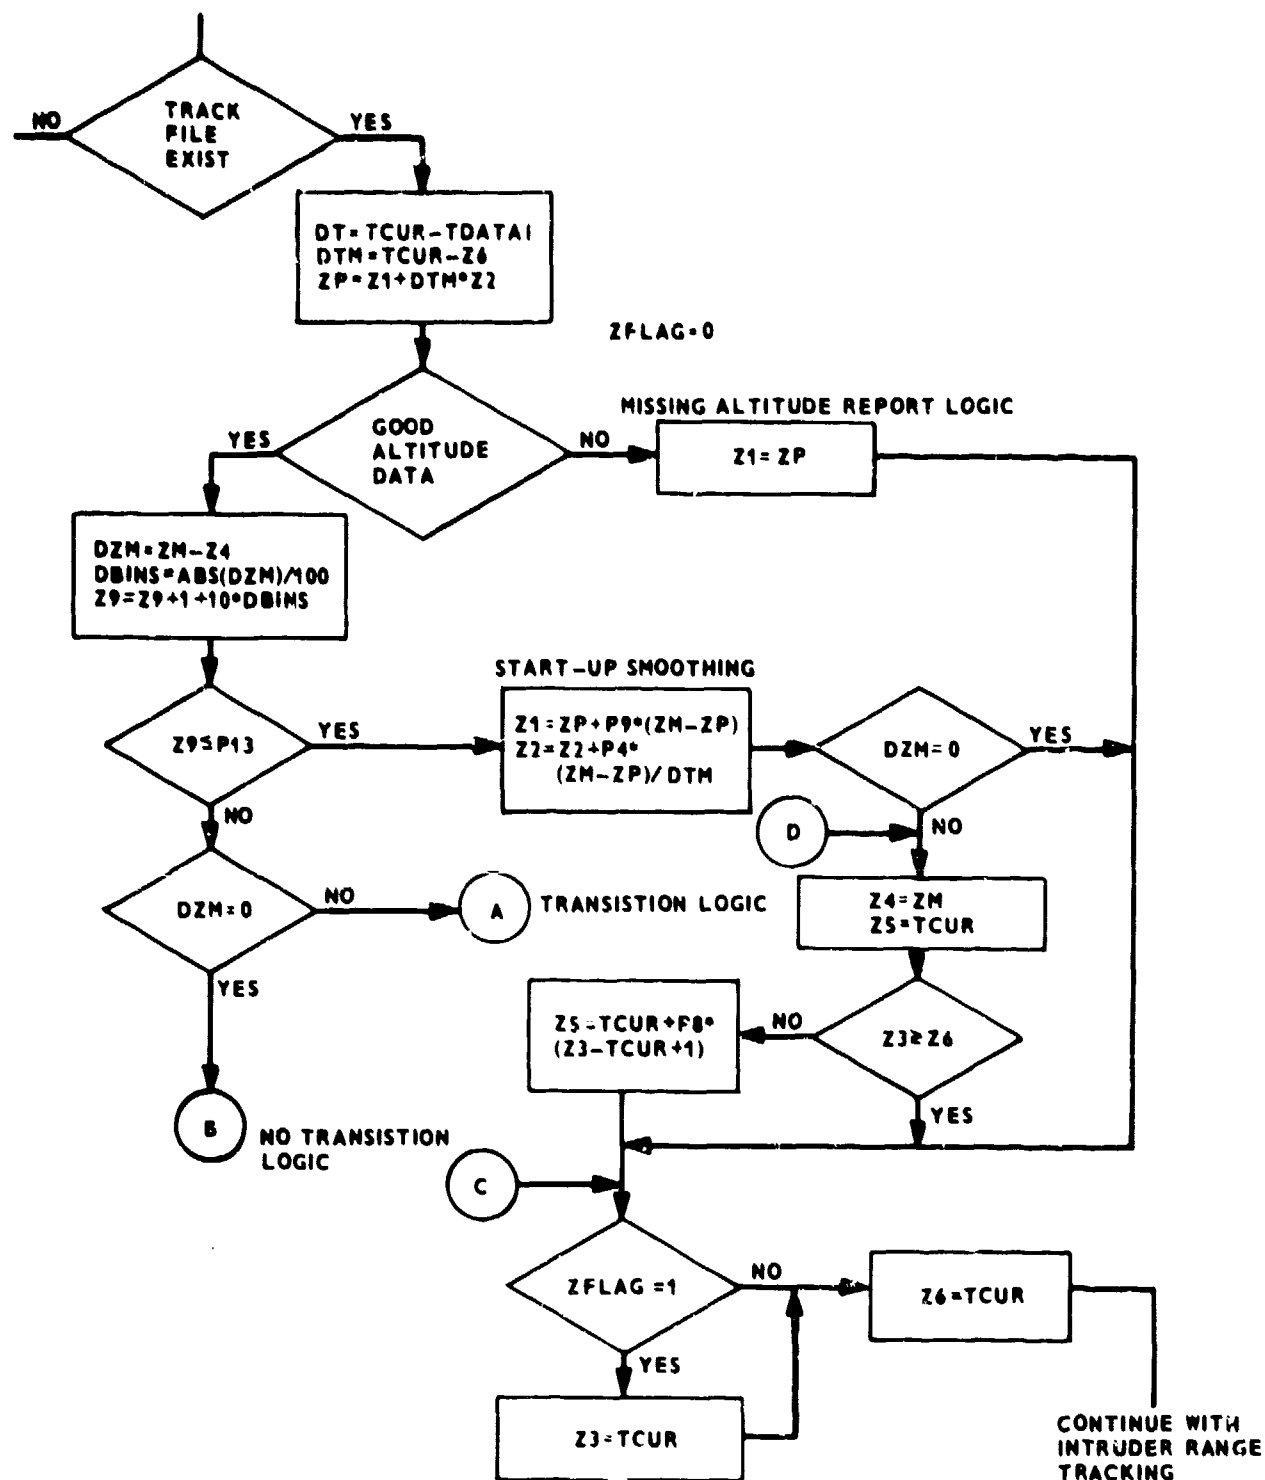 TRACK
FILE
EXIST
NO
YES
DT=TCUR-TDATA1
DTM=TCUR-Z6
ZP=Z1+DTM*Z2
ZFLAG=0
GOOD
ALTITUDE
DATA
YES
NO
MISSING ALTITUDE REPORT LOGIC
Z1=ZP
DZM=ZM-Z4
DBINS=ABS(DZM)/100
Z9=Z9+1+10*DBINS
Z9≤P13
YES
NO
START-UP SMOOTHING
Z1=ZP+P9*(ZM-ZP)
Z2=Z2+P4*
(ZM-ZP)/DTM
DZM=0
YES
NO
D
DZM=0
NO
YES
A
TRANSISTION LOGIC
Z4=ZM
Z5=TCUR
Z3≥Z6
NO
YES
Z5=TCUR+P8*
(Z3-TCUR+1)
B
NO TRANSISTION
LOGIC
C
ZFLAG=1
NO
YES
Z6=TCUR
Z3=TCUR
CONTINUE WITH
INTRUDER RANGE
TRACKING